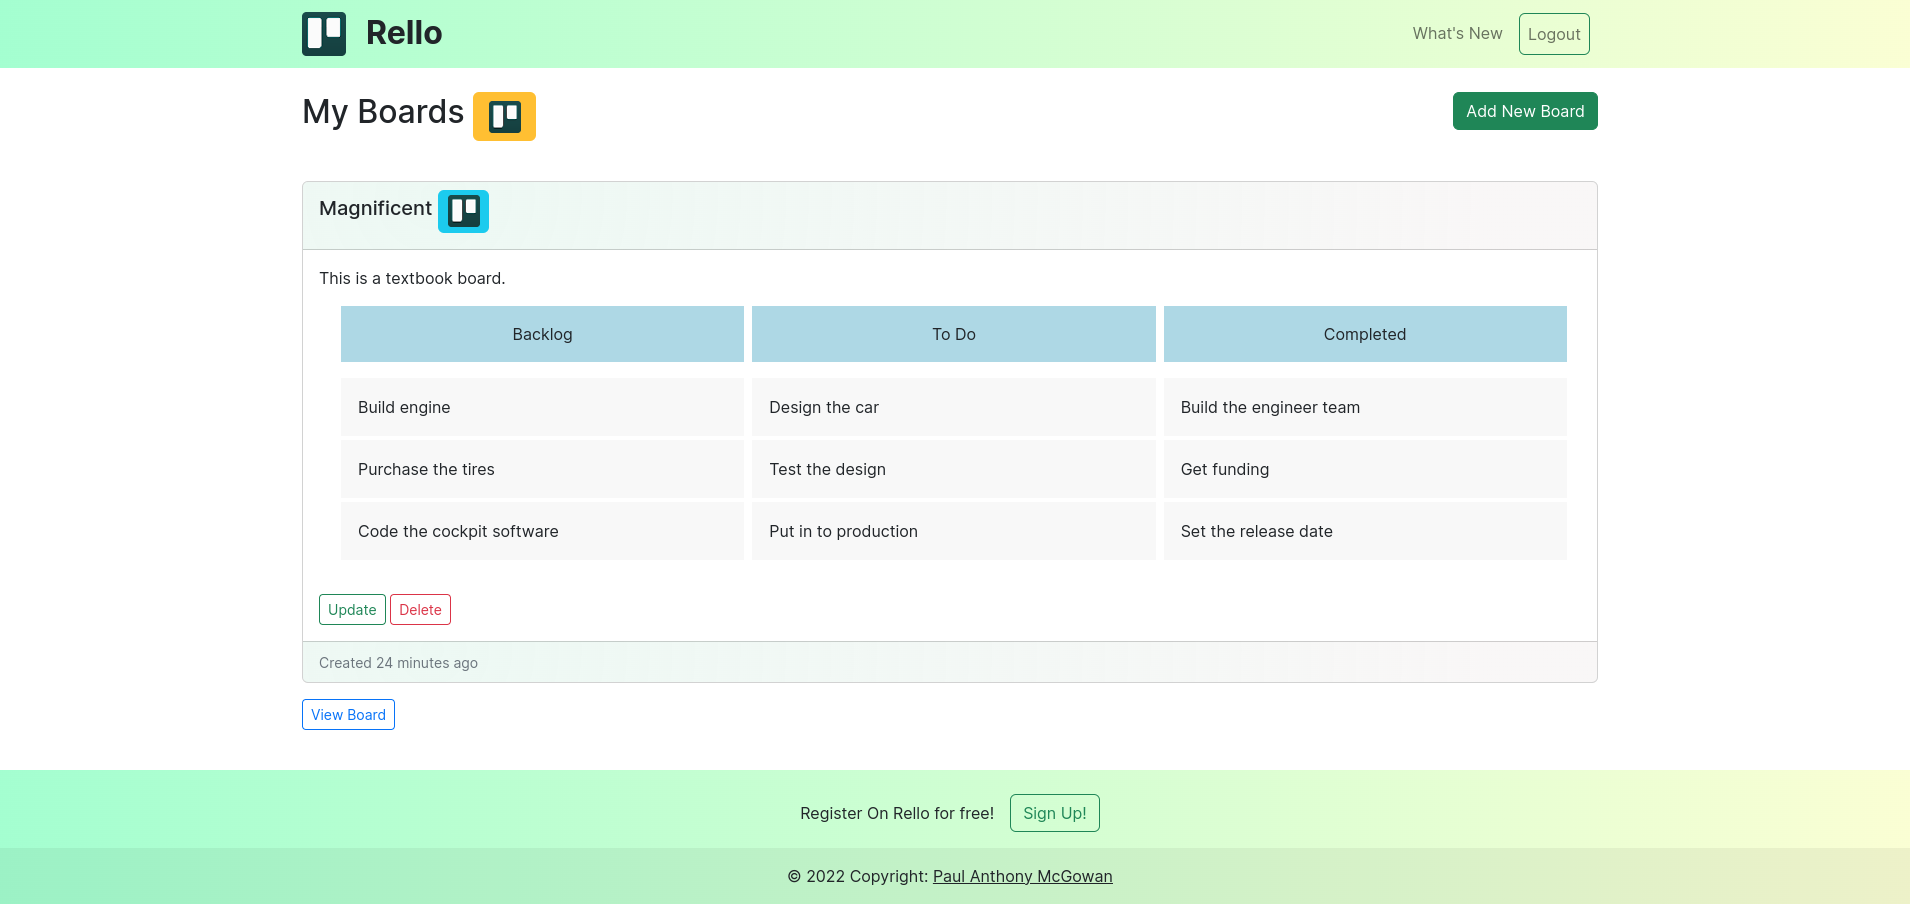 Rello
What's New
Logout
My Boards
Add New Board
Magnificent
This is a textbook board.
Backlog
To Do
Completed
Build engine
Design the car
Build the engineer team
Purchase the tires
Test the design
Get funding
Code the cockpit software
Put in to production
Set the release date
Update
Delete
Created 24 minutes ago
View Board
Register On Rello for free!
Sign Up!
© 2022 Copyright: Paul Anthony McGowan